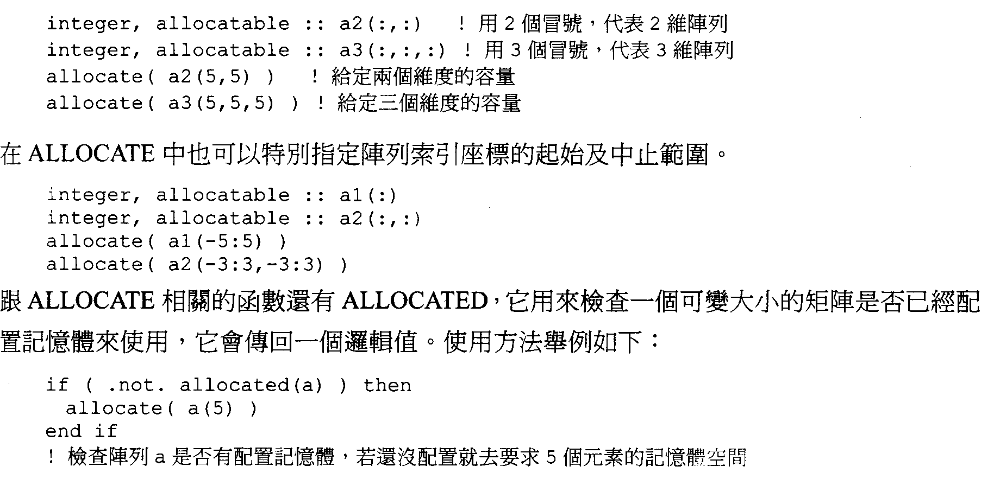 integer, allocatable :: a2(:,:)   ! 用 2 個冒號，代表 2 維陣列
integer, allocatable :: a3(:,:,:) ! 用 3 個冒號，代表 3 維陣列
allocate( a2(5,5) )   ! 給定兩個維度的容量
allocate( a3(5,5,5) ) ! 給定三個維度的容量
在 ALLOCATE 中也可以特別指定陣列索引座標的起始及中止範圍。
integer, allocatable :: a1(:)
integer, allocatable :: a2(:,:)
allocate( a1(-5:5) )
allocate( a2(-3:3,-3:3) )
跟 ALLOCATE 相關的函數還有 ALLOCATED，它用來檢查一個可變大小的矩陣是否已經配
置記憶體來使用，它會傳回一個邏輯值。使用方法舉例如下：
if ( .not. allocated(a) ) then
  allocate( a(5) )
end if
! 檢查陣列 a 是否有配置記憶體，若還沒配置就去要求 5 個元素的記憶體空間